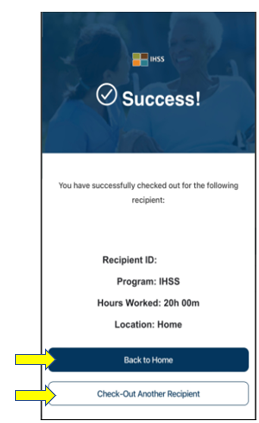 IHSS
Success!
You have successfully checked out for the following
recipient:
Recipient ID:
Program: IHSS
Hours Worked: 20h 00m
Location: Home
Back to Home
Check-Out Another Recipient